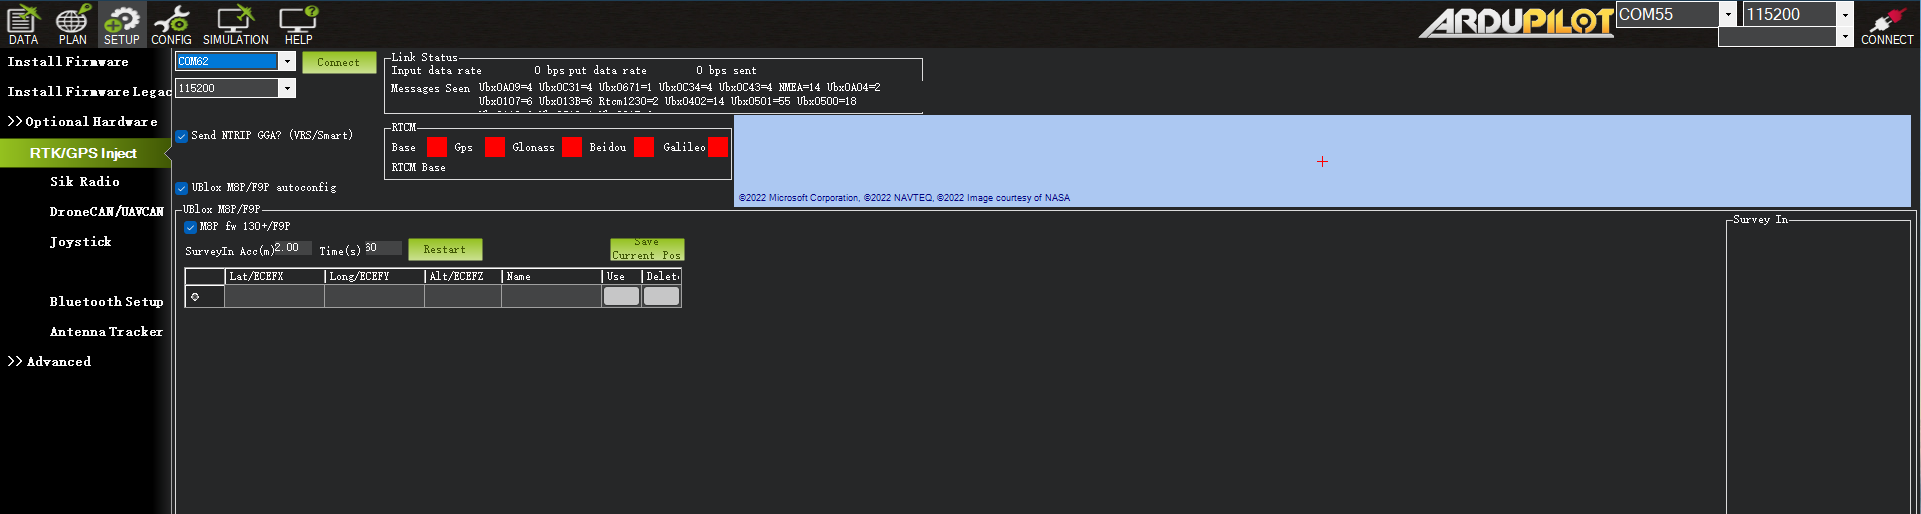 DATA PLAN SETUP CONFIG SIMULATION HELP
ARDUPILOT COM55 115200 CONNECT
Install Firmware
Install Firmware Legac
>> Optional Hardware
RTK/GPS Inject
Sik Radio
DroneCAN/UAVCAN
Joystick
Bluetooth Setup
Antenna Tracker
>> Advanced
COM62 Connect
115200
Link Status
Input data rate 0 bps put data rate 0 bps sent
Messages Seen Ubx0A09=4 Ubx0C31=4 Ubx0671=1 Ubx0C34=4 Ubx0C43=4 NMEA=14 Ubx0A04=2
Ubx0107=6 Ubx013B=6 Rtcm1230=2 Ubx0402=14 Ubx0501=55 Ubx0500=18
Send NTRIP GGA? (VRS/Smart)
RTCM
Base Gps Glonass Beidou Galileo
RTCM Base
UBlox M8P/F9P autoconfig
©2022 Microsoft Corporation, ©2022 NAVTEQ, ©2022 Image courtesy of NASA
UBlox M8P/F9P
M8P fw 130+/F9P
SurveyIn Acc(m) 2.00 Time(s) 60 Restart Save
Current Pos
Lat/ECEFX Long/ECEFY Alt/ECEFZ Name Use Delet
Survey In